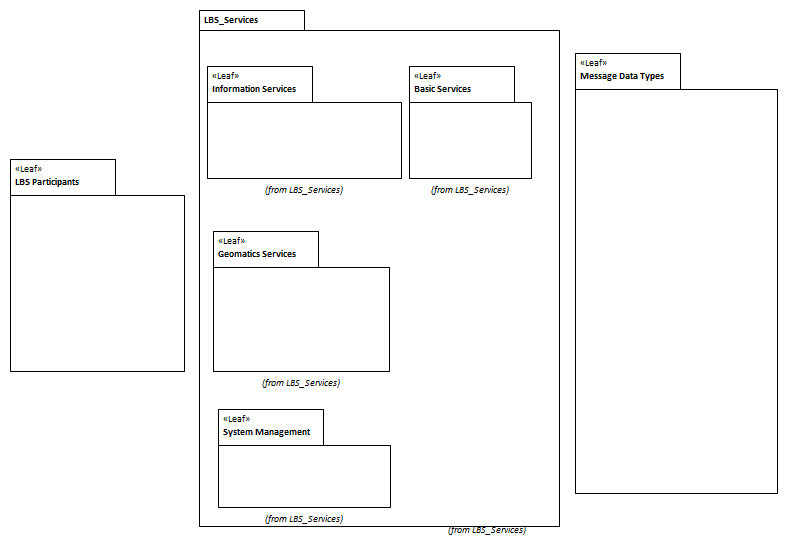 LBS_Services
«Leaf»
Information Services
(from LBS_Services)
«Leaf»
Basic Services
(from LBS_Services)
«Leaf»
Message Data Types
«Leaf»
LBS Participants
«Leaf»
Geomatics Services
(from LBS_Services)
«Leaf»
System Management
(from LBS_Services)
(from LBS_Services)